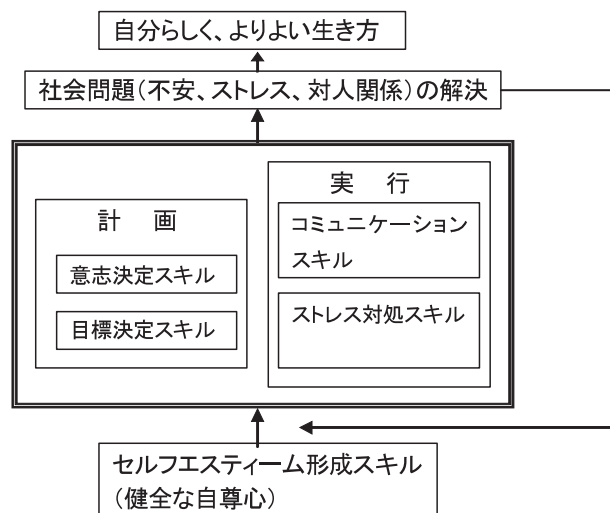 自分らしく、よりよい生き方
社会問題(不安、ストレス、対人関係)の解決
計 画
意志決定スキル
目標決定スキル
実 行
コミュニケーション
スキル
ストレス対処スキル
セルフエスティーム形成スキル
(健全な自尊心)